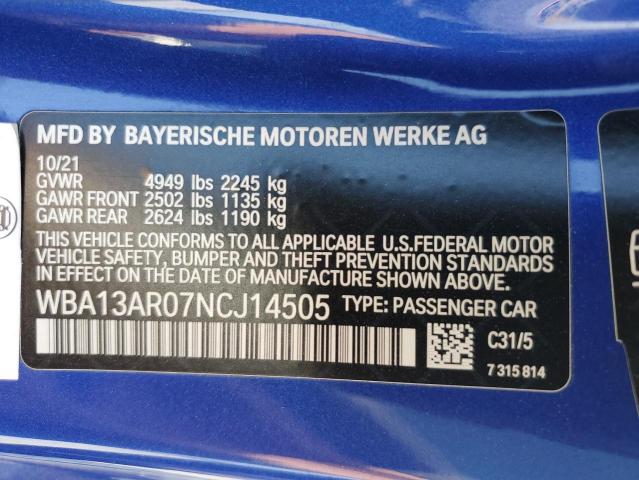 MFD BY BAYERISCHE MOTOREN WERKE AG
10/21
GVWR 4949 lbs 2245 kg
GAWR FRONT 2502 lbs 1135 kg
GAWR REAR 2624 lbs 1190 kg
THIS VEHICLE CONFORMS TO ALL APPLICABLE U.S.FEDERAL MOTOR
VEHICLE SAFETY, BUMPER AND THEFT PREVENTION STANDARDS
IN EFFECT ON THE DATE OF MANUFACTURE SHOWN ABOVE.
WBA13AR07NCJ14505 TYPE: PASSENGER CAR
C31/5
7 315 814